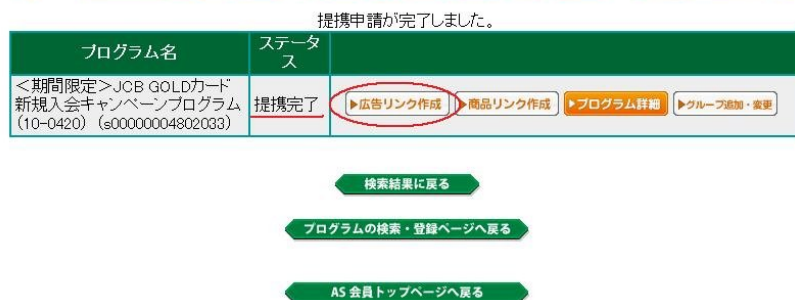 提携申請が完了しました。
プログラム名
ステータ
ス
＜期間限定＞JCB GOLDカード
新規入会キャンペーンプログラム
(10-0420) (s00000004802033)
提携完了
広告リンク作成
商品リンク作成
プログラム詳細
グループ追加・変更
検索結果に戻る
プログラムの検索・登録ページへ戻る
AS会員トップページへ戻る